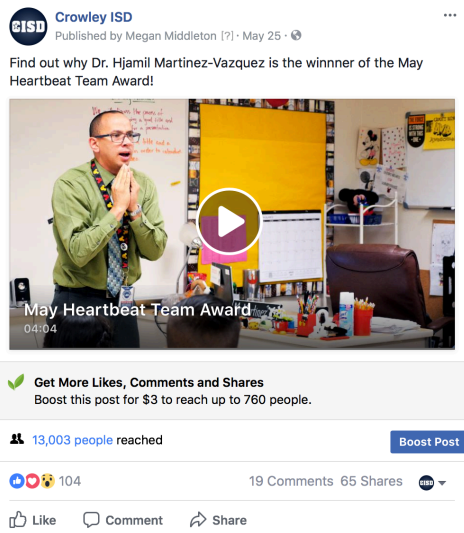 CISD
Crowley ISD
Published by Megan Middleton [?] · May 25 ·
Find out why Dr. Hjamil Martinez-Vazquez is the winnner of the May
Heartbeat Team Award!
May Heartbeat Team Award
04:04
Get More Likes, Comments and Shares
Boost this post for $3 to reach up to 760 people.
13,003 people reached
Boost Post
104
19 Comments 65 Shares
CISD
Like Comment Share